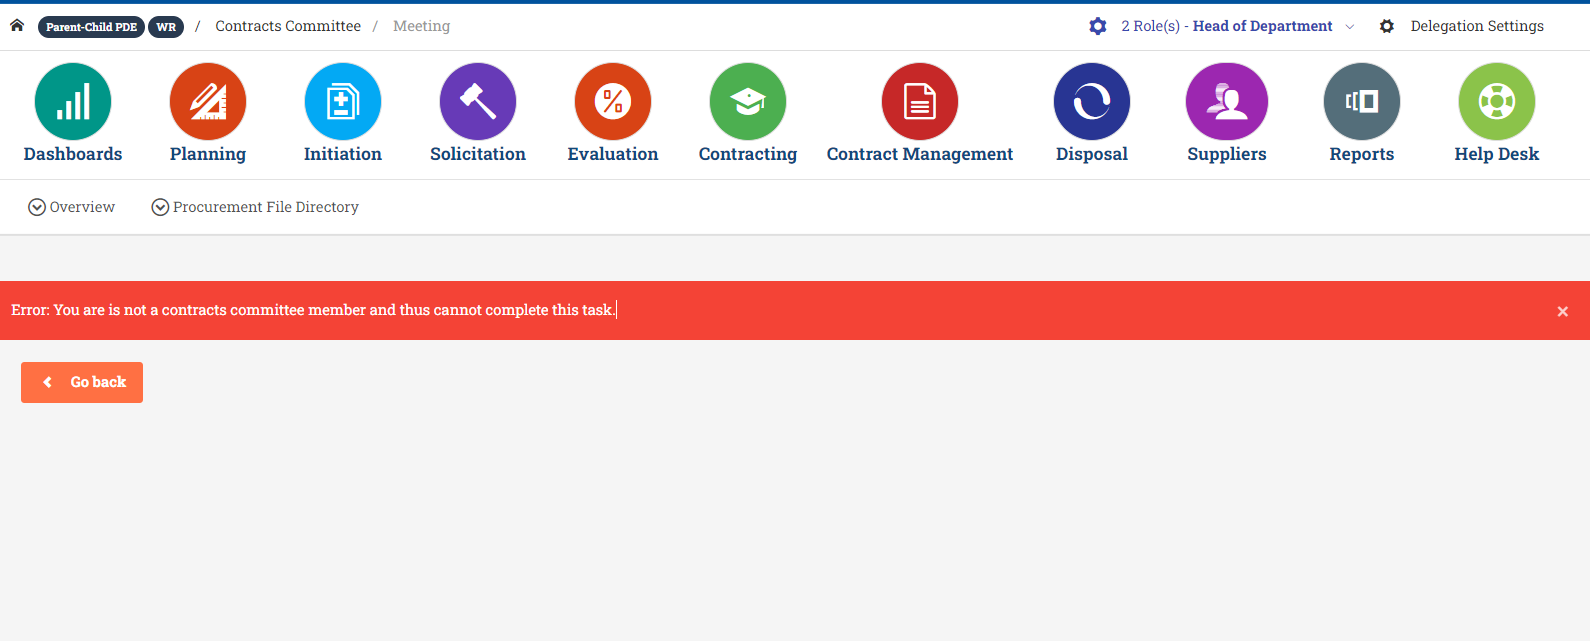 Parent-Child PDE WR / Contracts Committee / Meeting
2 Role(s) - Head of Department
Delegation Settings
Dashboards
Planning
Initiation
Solicitation
Evaluation
Contracting
Contract Management
Disposal
Suppliers
Reports
Help Desk
Overview
Procurement File Directory
Error: You are is not a contracts committee member and thus cannot complete this task.
×
Go back